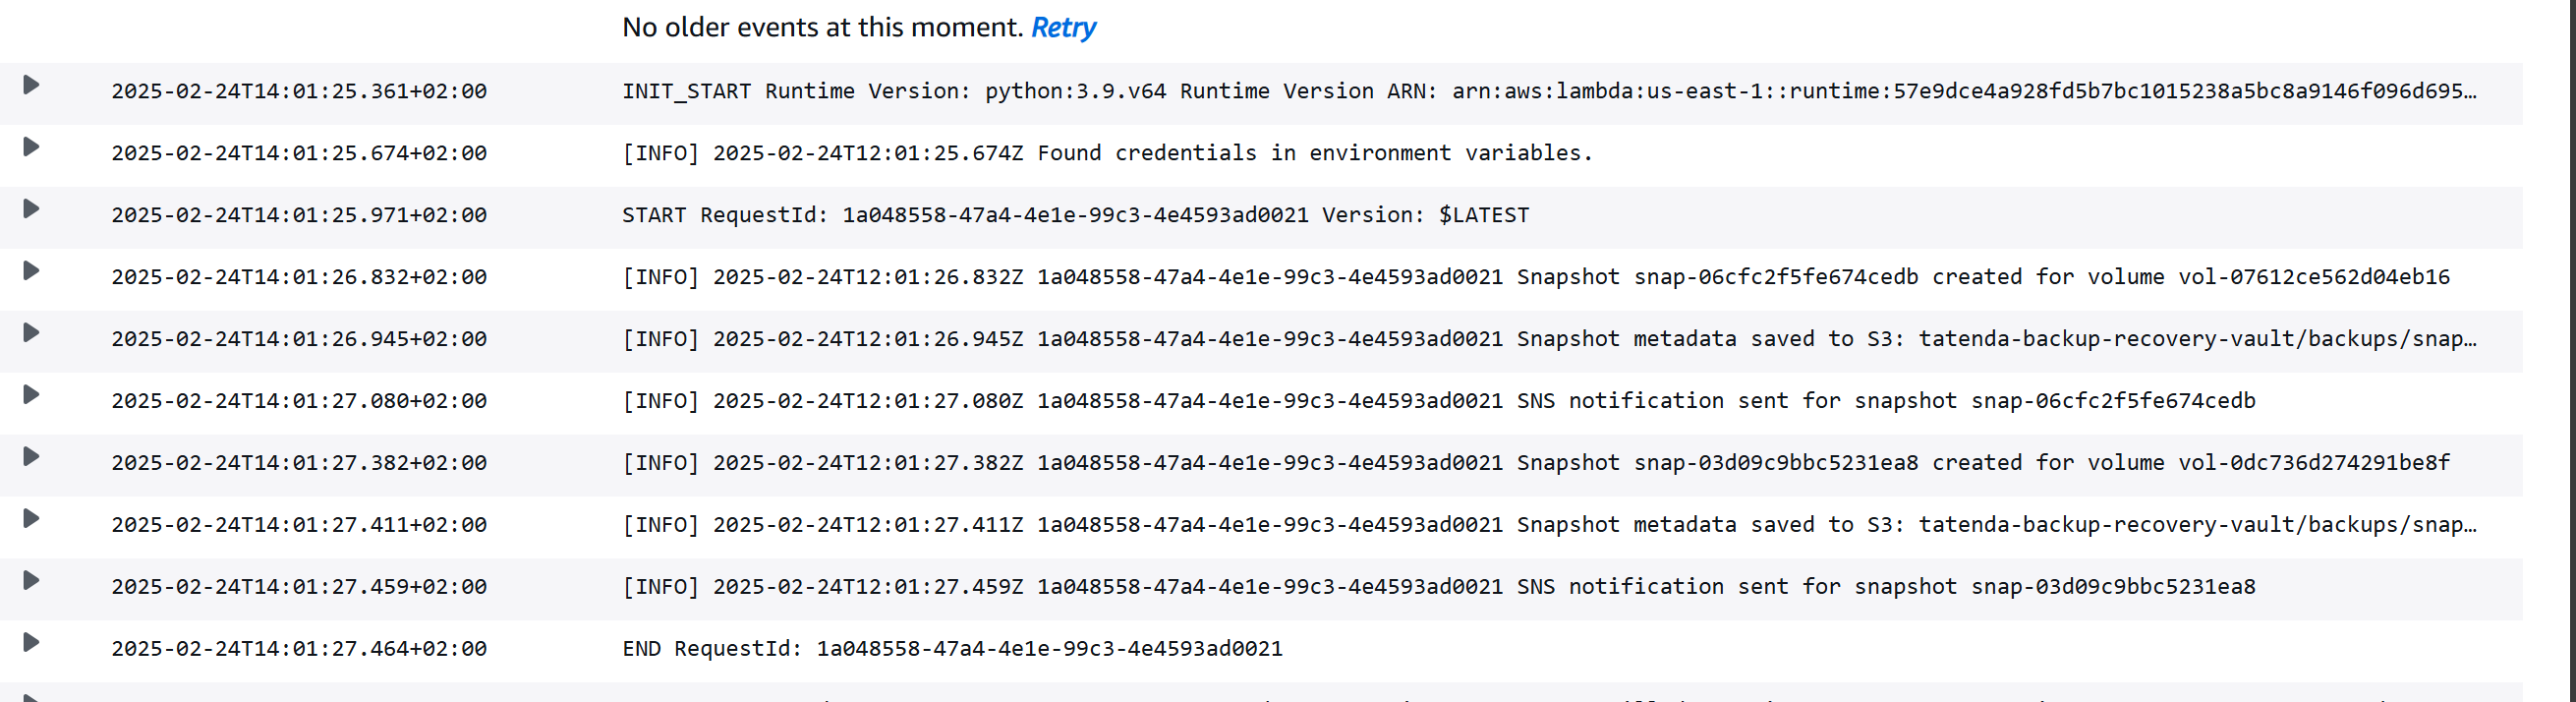 No older events at this moment. Retry
2025-02-24T14:01:25.361+02:00 INIT_START Runtime Version: python:3.9.v64 Runtime Version ARN: arn:aws:lambda:us-east-1::runtime:57e9dce4a928fd5b7bc1015238a5bc8a9146f096d695…
2025-02-24T14:01:25.674+02:00 [INFO] 2025-02-24T12:01:25.674Z Found credentials in environment variables.
2025-02-24T14:01:25.971+02:00 START RequestId: 1a048558-47a4-4e1e-99c3-4e4593ad0021 Version: $LATEST
2025-02-24T14:01:26.832+02:00 [INFO] 2025-02-24T12:01:26.832Z 1a048558-47a4-4e1e-99c3-4e4593ad0021 Snapshot snap-06cfc2f5fe674cedb created for volume vol-07612ce562d04eb16
2025-02-24T14:01:26.945+02:00 [INFO] 2025-02-24T12:01:26.945Z 1a048558-47a4-4e1e-99c3-4e4593ad0021 Snapshot metadata saved to S3: tatenda-backup-recovery-vault/backups/snap…
2025-02-24T14:01:27.080+02:00 [INFO] 2025-02-24T12:01:27.080Z 1a048558-47a4-4e1e-99c3-4e4593ad0021 SNS notification sent for snapshot snap-06cfc2f5fe674cedb
2025-02-24T14:01:27.382+02:00 [INFO] 2025-02-24T12:01:27.382Z 1a048558-47a4-4e1e-99c3-4e4593ad0021 Snapshot snap-03d09c9bbc5231ea8 created for volume vol-0dc736d274291be8f
2025-02-24T14:01:27.411+02:00 [INFO] 2025-02-24T12:01:27.411Z 1a048558-47a4-4e1e-99c3-4e4593ad0021 Snapshot metadata saved to S3: tatenda-backup-recovery-vault/backups/snap…
2025-02-24T14:01:27.459+02:00 [INFO] 2025-02-24T12:01:27.459Z 1a048558-47a4-4e1e-99c3-4e4593ad0021 SNS notification sent for snapshot snap-03d09c9bbc5231ea8
2025-02-24T14:01:27.464+02:00 END RequestId: 1a048558-47a4-4e1e-99c3-4e4593ad0021